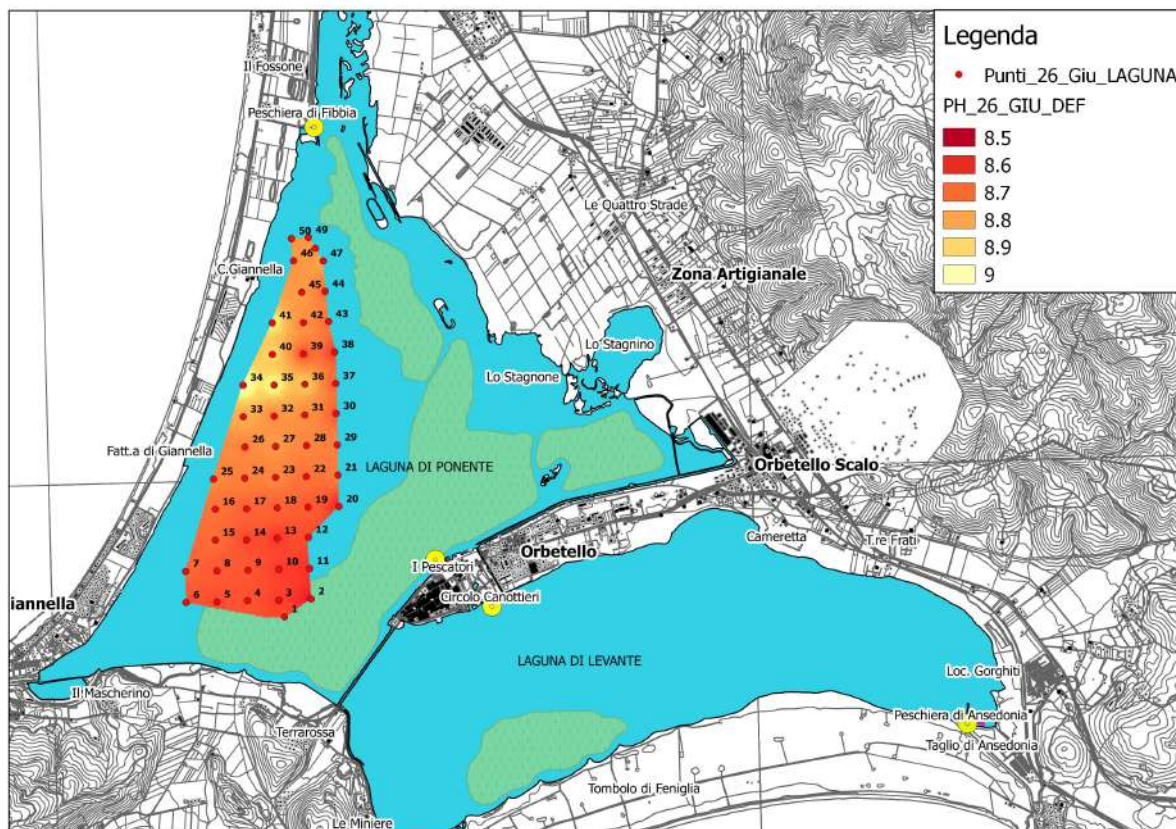 Legenda
Punti_26_Giu_LAGUNA
PH_26_GIU_DEF
8.5
8.6
8.7
8.8
8.9
9
Il Fossone
Peschiera di Fibbia
Le Quattro Strade
C.Giannella
Zona Artigianale
Lo Stagnino
Lo Stagnone
Fatt.a di Giannella
LAGUNA DI PONENTE
Orbetello Scalo
Cameretta
T.re Frati
Orbetello
I Pescatori
Circolo Canottieri
iannella
LAGUNA DI LEVANTE
Il Mascherino
Terrarossa
Loc. Gorghiti
Peschiera di Ansedonia
Taglio di Ansedonia
Tombolo di Feniglia
Le Miniere
50 49
46 47
45 44
41 42 43
40 39 38
34 35 36 37
33 32 31 30
26 27 28 29
25 24 23 22 21
16 17 18 19 20
15 14 13 12
7 8 9 10 11
6 5 4 3 2
1